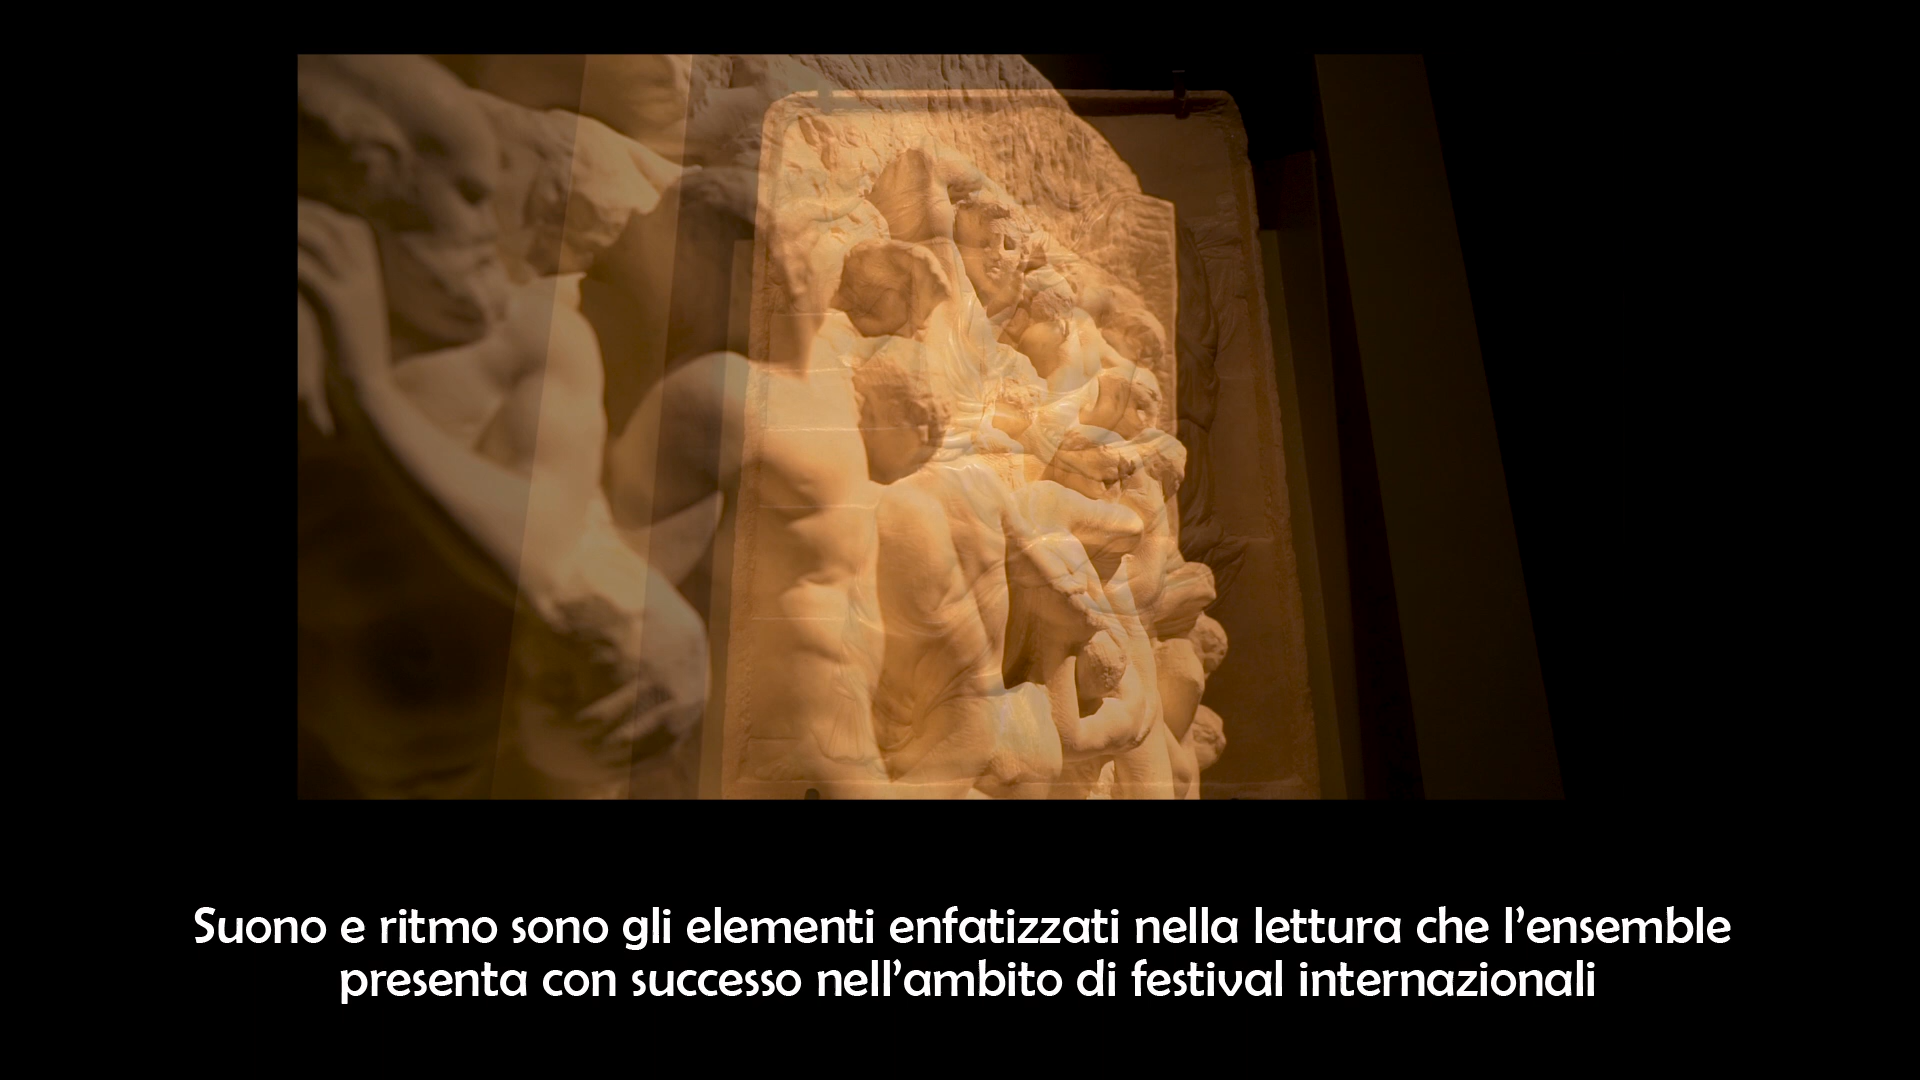 Suono e ritmo sono gli elementi enfatizzati nella lettura che l’ensemble
presenta con successo nell’ambito di festival internazionali